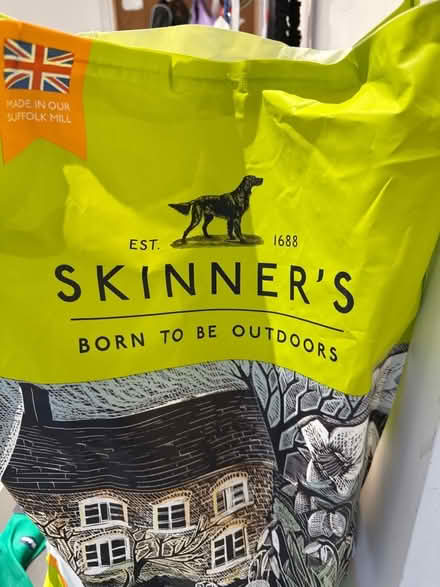 MADE IN OUR
SUFFOLK MILL
EST. 1688
SKINNER'S
BORN TO BE OUTDOORS